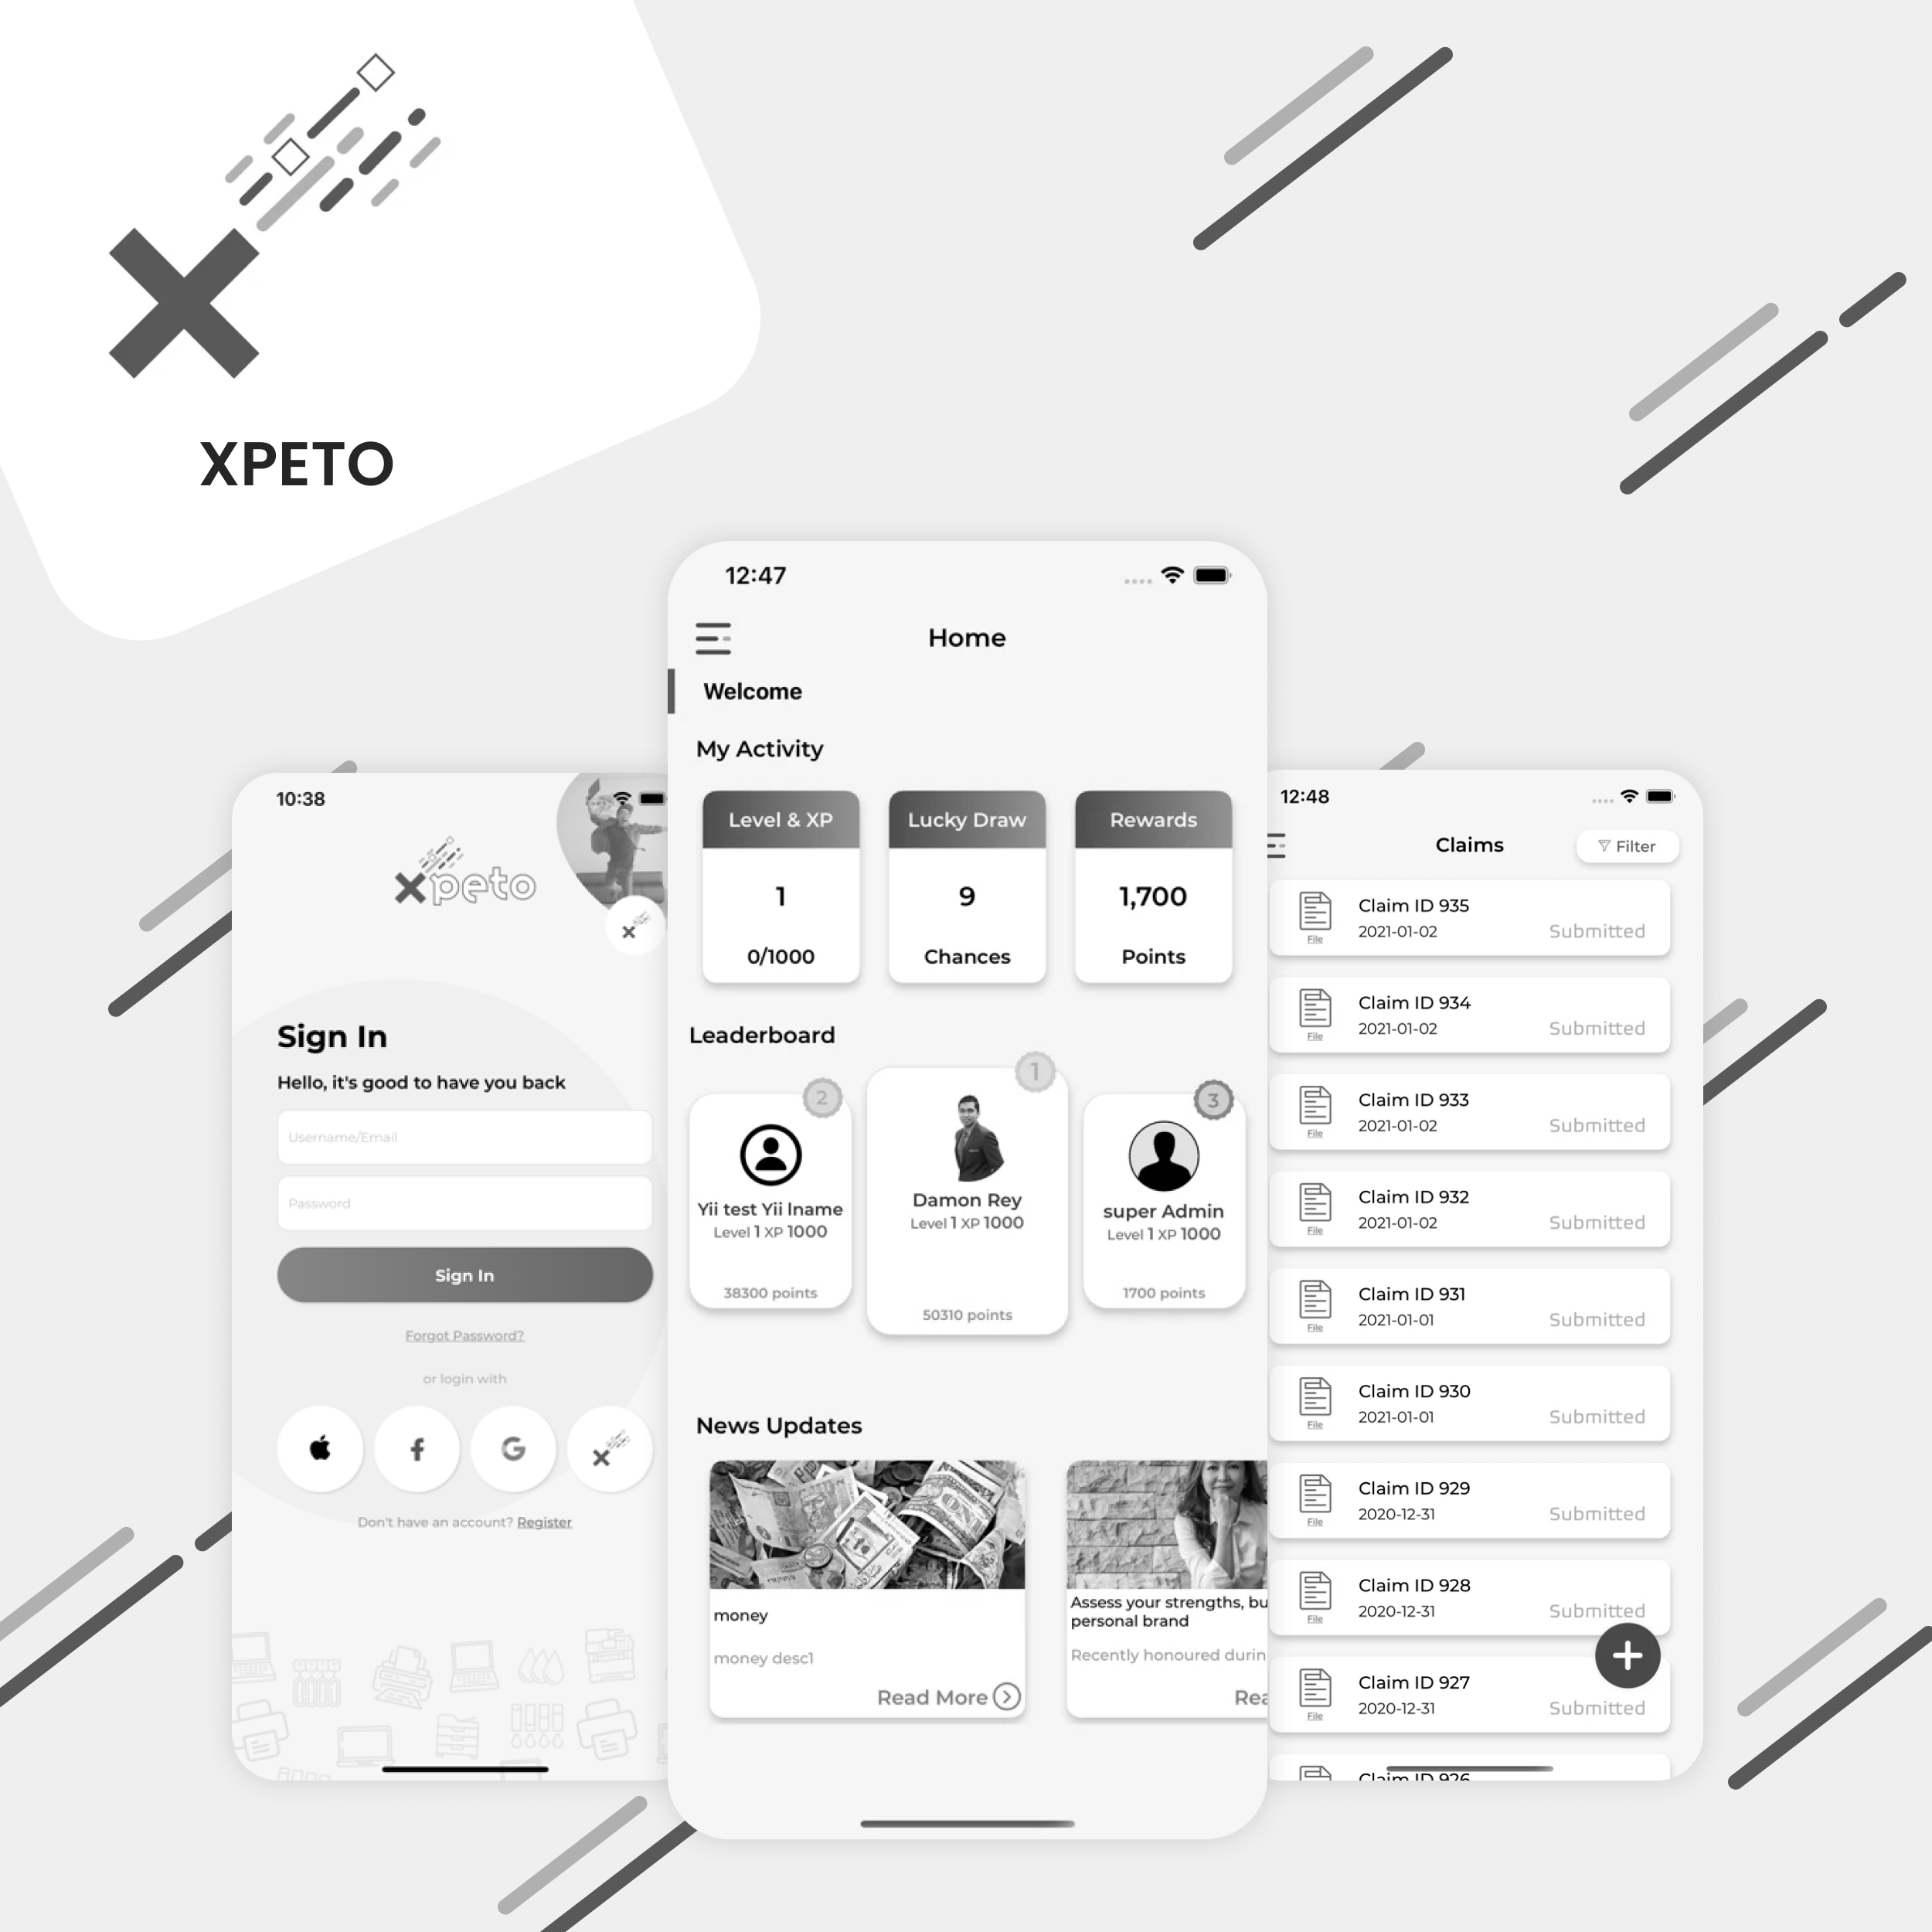 XPETO
10:38
xpeto
Sign In
Hello, it's good to have you back
Username/Email
Password
Sign In
Forgot Password?
or login with
Don't have an account? Register
12:47
Home
Welcome
My Activity
Level & XP
1
0/1000
Lucky Draw
9
Chances
Rewards
1,700
Points
Leaderboard
2
Yii test Yii lname
Level 1 XP 1000
38300 points
1
Damon Rey
Level 1 XP 1000
50310 points
3
super Admin
Level 1 XP 1000
1700 points
News Updates
money
money desc1
Read More
Assess your strengths, bu
personal brand
Recently honoured durin
Rea
12:48
Claims
Filter
File
Claim ID 935
2021-01-02
Submitted
File
Claim ID 934
2021-01-02
Submitted
File
Claim ID 933
2021-01-02
Submitted
File
Claim ID 932
2021-01-02
Submitted
File
Claim ID 931
2021-01-01
Submitted
File
Claim ID 930
2021-01-01
Submitted
File
Claim ID 929
2020-12-31
Submitted
File
Claim ID 928
2020-12-31
Submitted
File
Claim ID 927
2020-12-31
Submitted
Claim ID 926